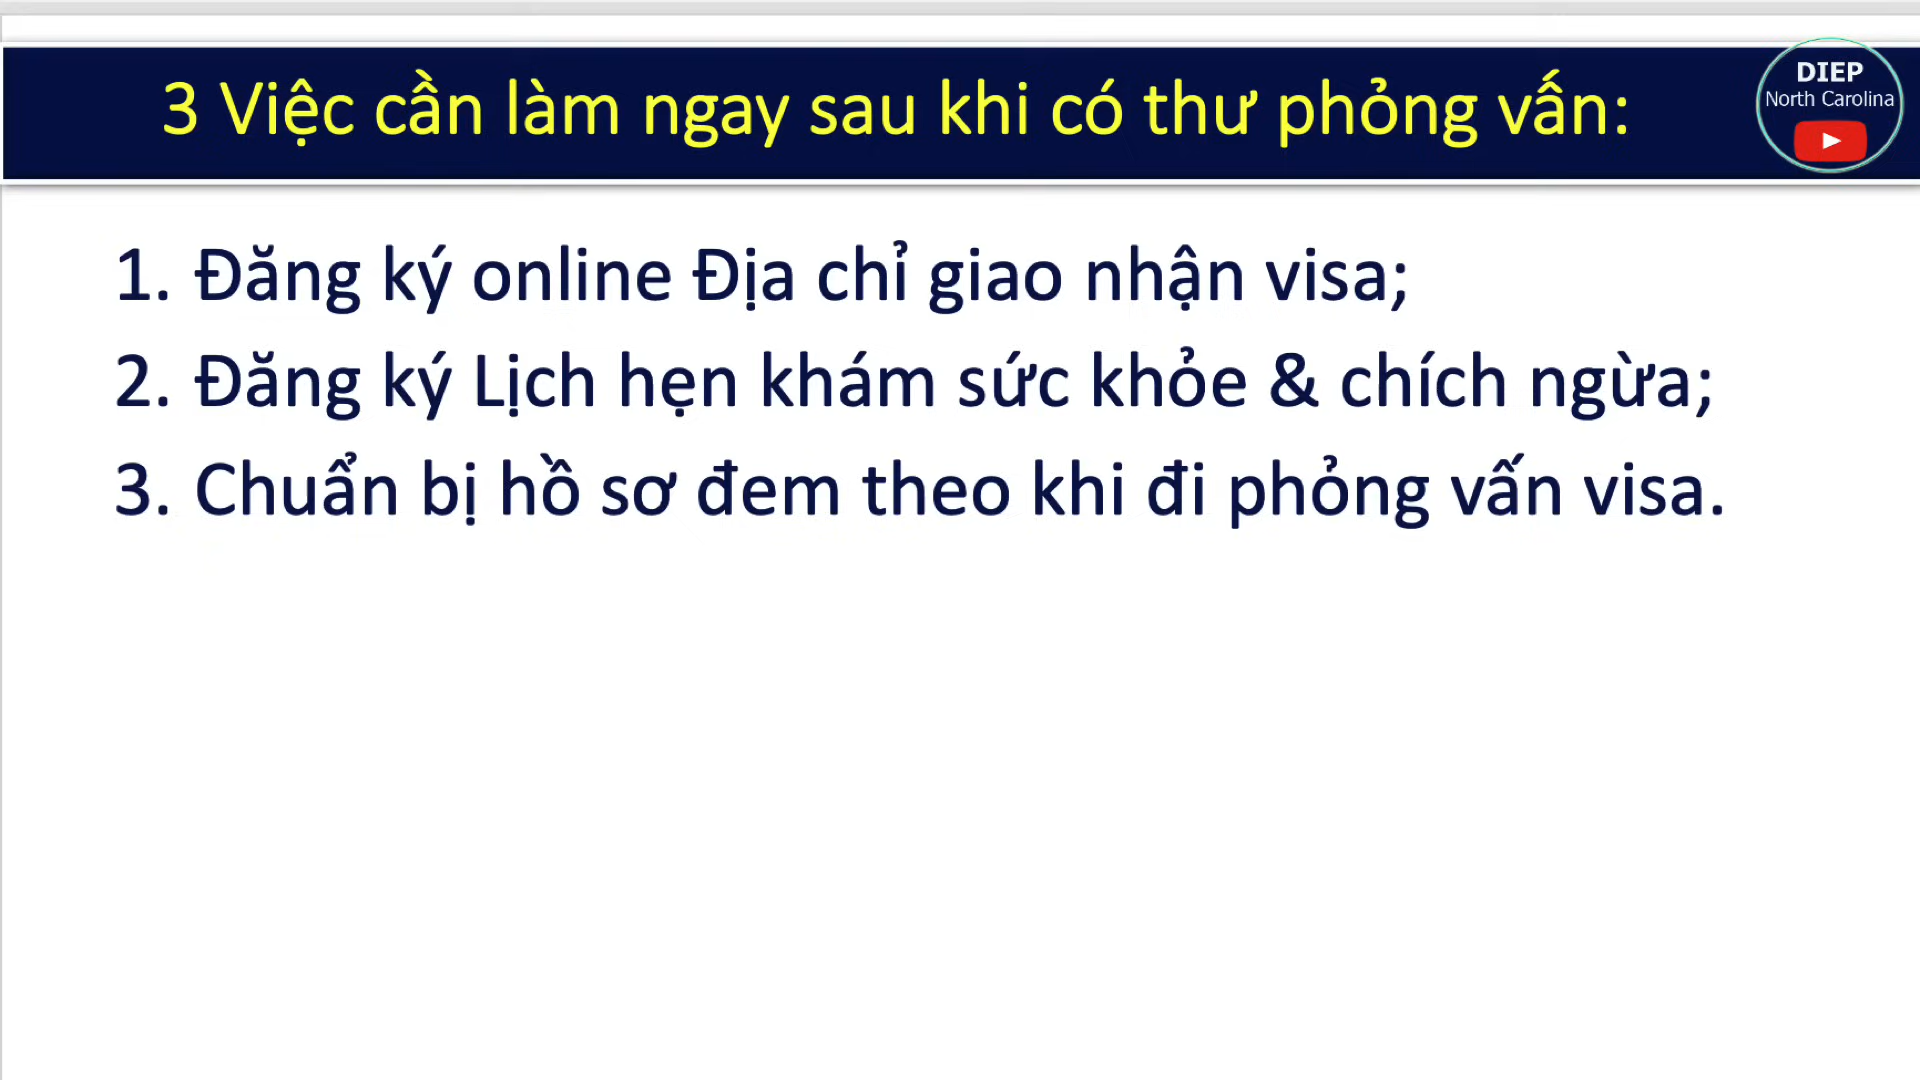 3 Việc cần làm ngay sau khi có thư phỏng vấn:
DIEP
North Carolina
1. Đăng ký online Địa chỉ giao nhận visa;
2. Đăng ký Lịch hẹn khám sức khỏe & chích ngừa;
3. Chuẩn bị hồ sơ đem theo khi đi phỏng vấn visa.